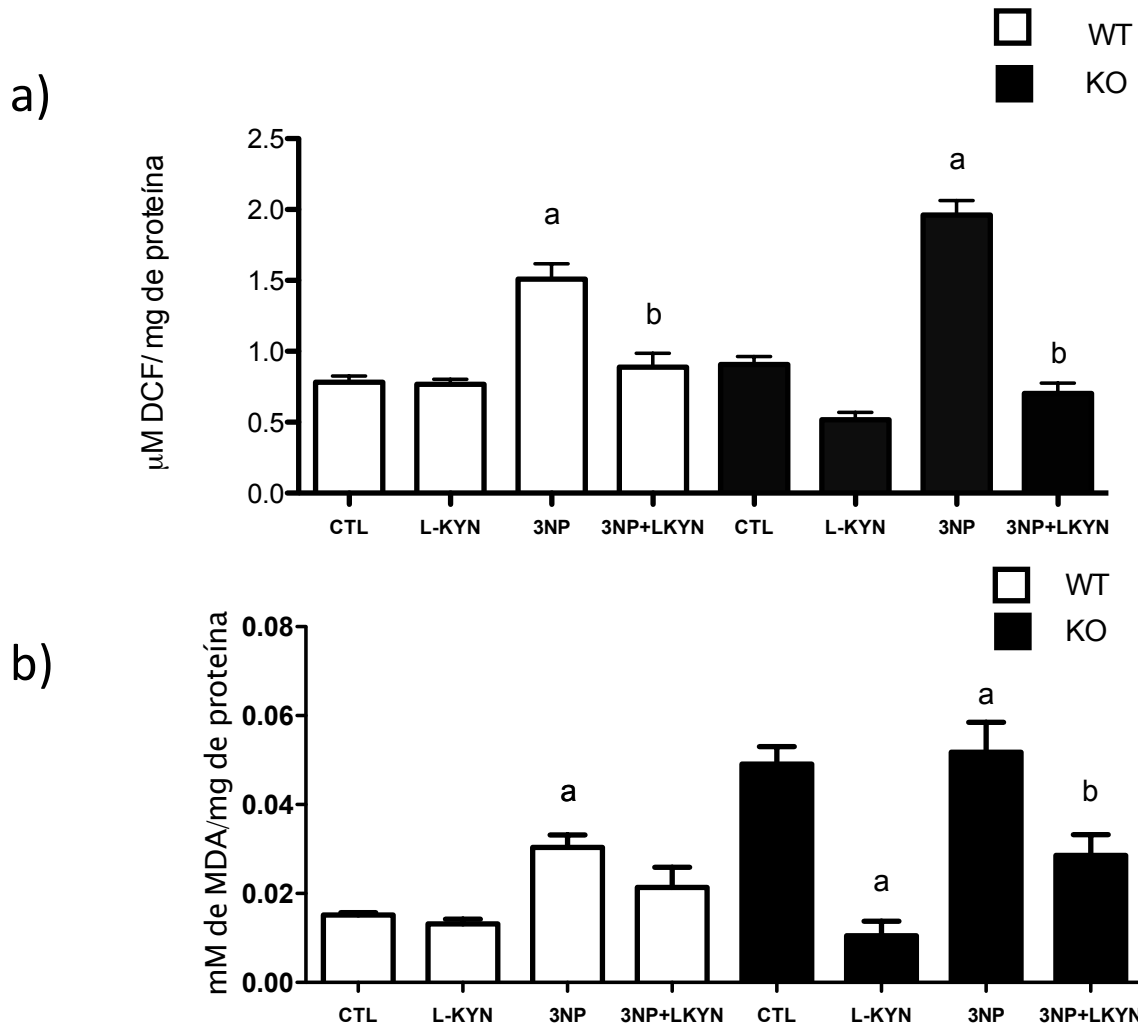 WT
KO
a)
µM DCF/ mg de proteína
2.5
2.0
1.5
1.0
0.5
0.0
a
b
a
b
CTL L-KYN 3NP 3NP+LKYN CTL L-KYN 3NP 3NP+LKYN
WT
KO
b)
mM de MDA/mg de proteína
0.08
0.06
0.04
0.02
0.00
a
a
a
b
CTL L-KYN 3NP 3NP+LKYN CTL L-KYN 3NP 3NP+LKYN